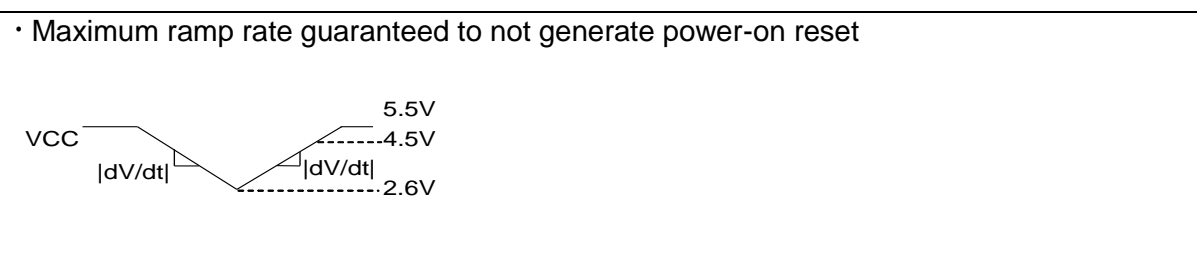 ・Maximum ramp rate guaranteed to not generate power-on reset
5.5V
VCC
4.5V
|dV/dt|
|dV/dt|
2.6V